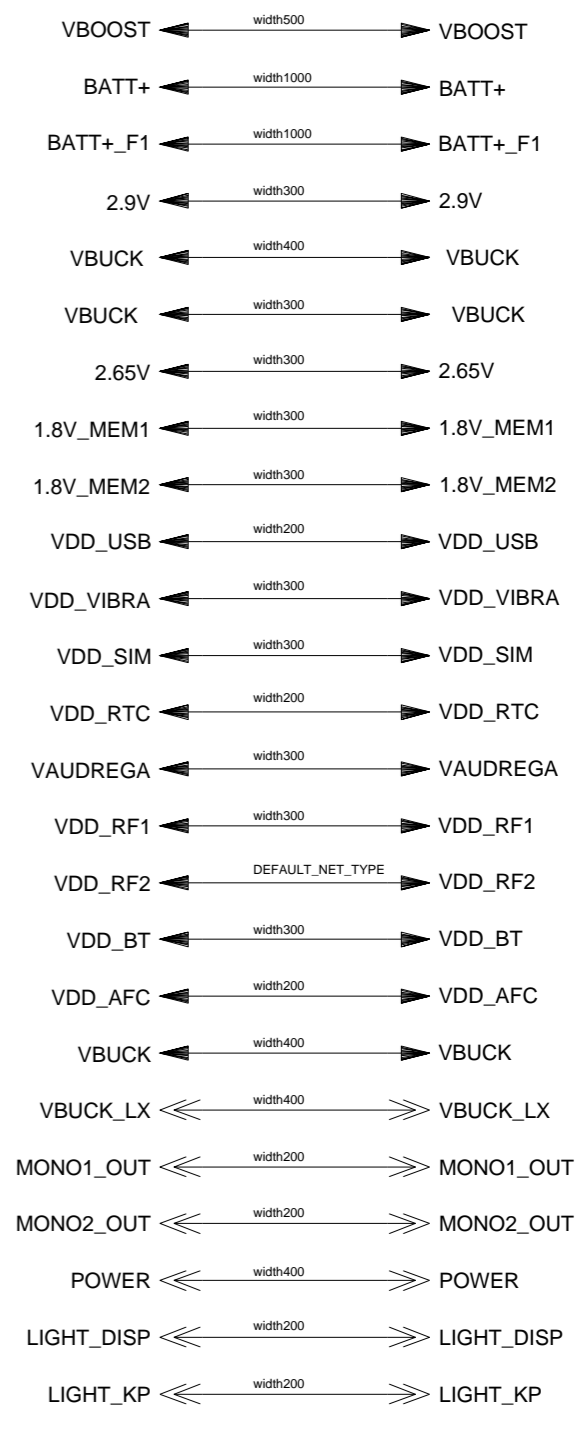 VBOOST width500 VBOOST
BATT+ width1000 BATT+
BATT+_F1 width1000 BATT+_F1
2.9V width300 2.9V
VBUCK width400 VBUCK
VBUCK width300 VBUCK
2.65V width300 2.65V
1.8V_MEM1 width300 1.8V_MEM1
1.8V_MEM2 width300 1.8V_MEM2
VDD_USB width200 VDD_USB
VDD_VIBRA width300 VDD_VIBRA
VDD_SIM width300 VDD_SIM
VDD_RTC width200 VDD_RTC
VAUDREGA width300 VAUDREGA
VDD_RF1 width300 VDD_RF1
VDD_RF2 DEFAULT_NET_TYPE VDD_RF2
VDD_BT width300 VDD_BT
VDD_AFC width200 VDD_AFC
VBUCK width400 VBUCK
VBUCK_LX width400 VBUCK_LX
MONO1_OUT width200 MONO1_OUT
MONO2_OUT width200 MONO2_OUT
POWER width400 POWER
LIGHT_DISP width200 LIGHT_DISP
LIGHT_KP width200 LIGHT_KP